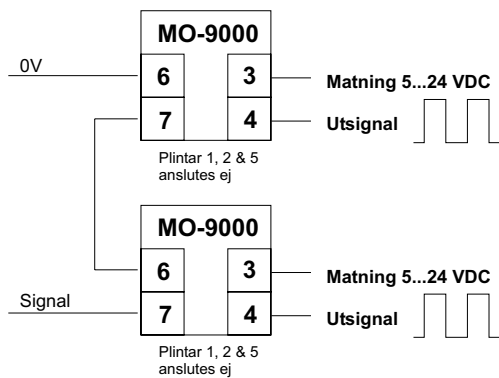 MO-9000
0V
6
3
Matning 5...24 VDC
7
4
Utsignal
Plintar 1, 2 & 5
anslutes ej
MO-9000
6
3
Matning 5...24 VDC
Signal
7
4
Utsignal
Plintar 1, 2 & 5
anslutes ej